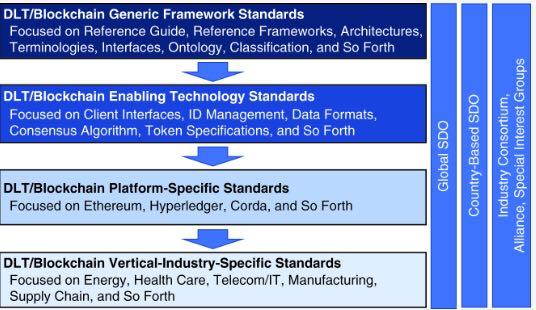 DLT/Blockchain Generic Framework Standards
Focused on Reference Guide, Reference Frameworks, Architectures,
Terminologies, Interfaces, Ontology, Classification, and So Forth
DLT/Blockchain Enabling Technology Standards
Focused on Client Interfaces, ID Management, Data Formats,
Consensus Algorithm, Token Specifications, and So Forth
DLT/Blockchain Platform-Specific Standards
Focused on Ethereum, Hyperledger, Corda, and So Forth
DLT/Blockchain Vertical-Industry-Specific Standards
Focused on Energy, Health Care, Telecom/IT, Manufacturing,
Supply Chain, and So Forth
Global SDO
Country-Based SDO
Industry Consortium,
Alliance, Special Interest Groups